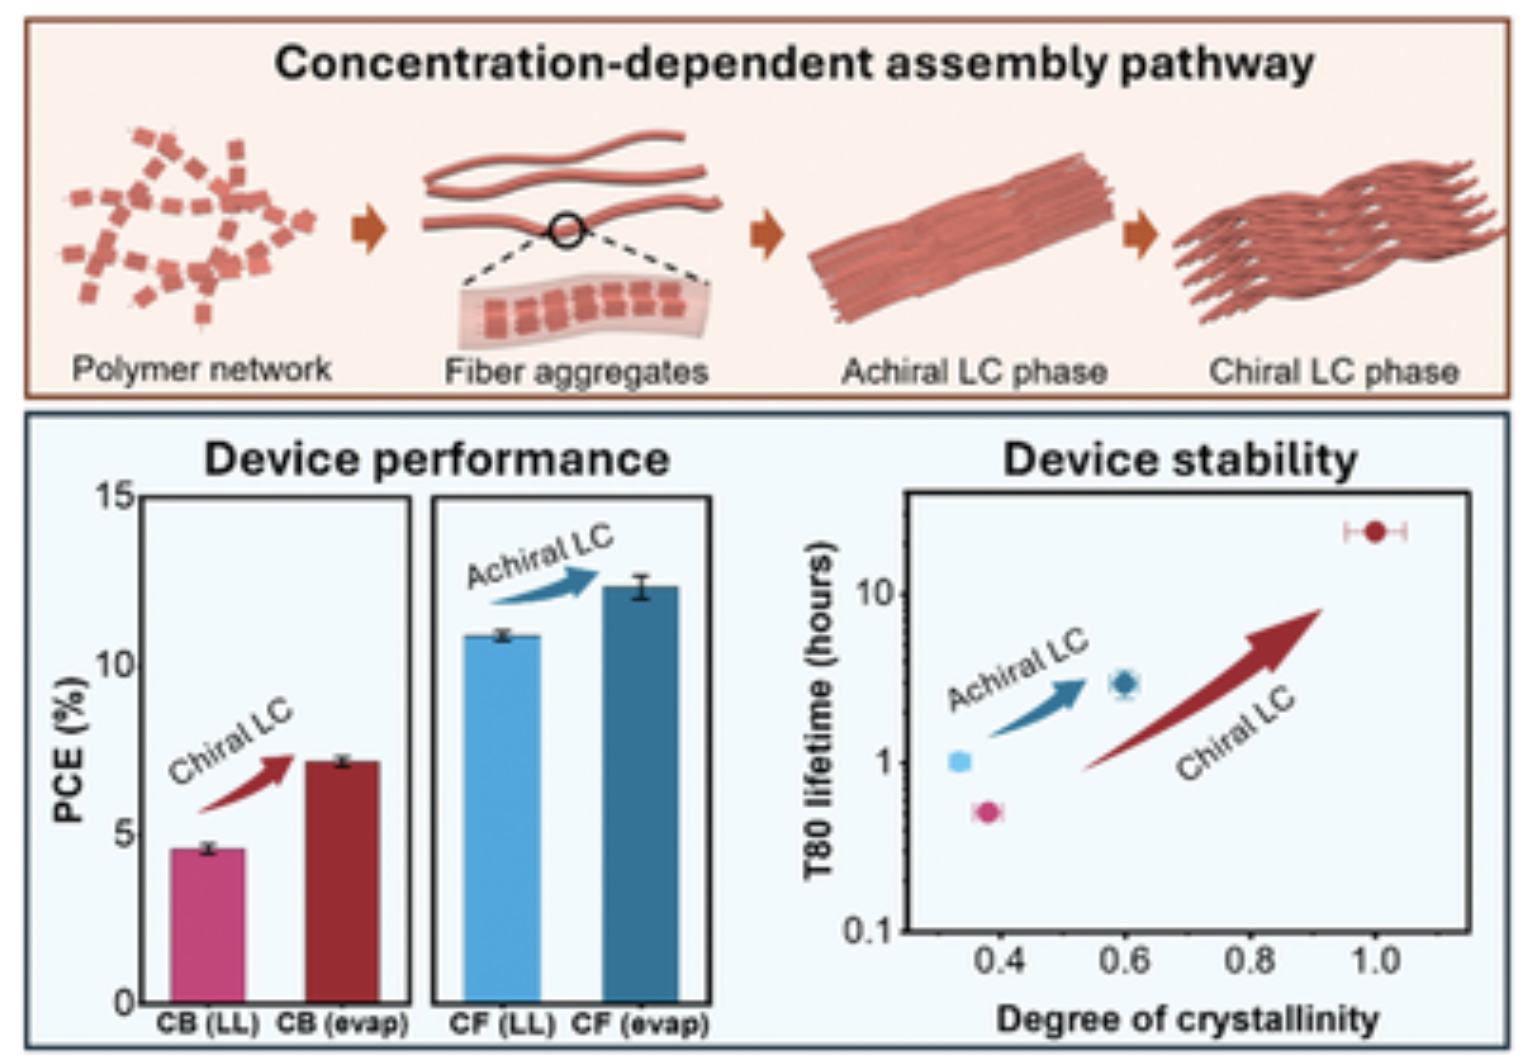 Concentration-dependent assembly pathway
Polymer network
Fiber aggregates
Achiral LC phase
Chiral LC phase
Device performance
PCE (%)
15
10
5
0
Chiral LC
Achiral LC
CB (LL)
CB (evap)
CF (LL)
CF (evap)
Device stability
T80 lifetime (hours)
10
1
0.1
Achiral LC
Chiral LC
0.4
0.6
0.8
1.0
Degree of crystallinity